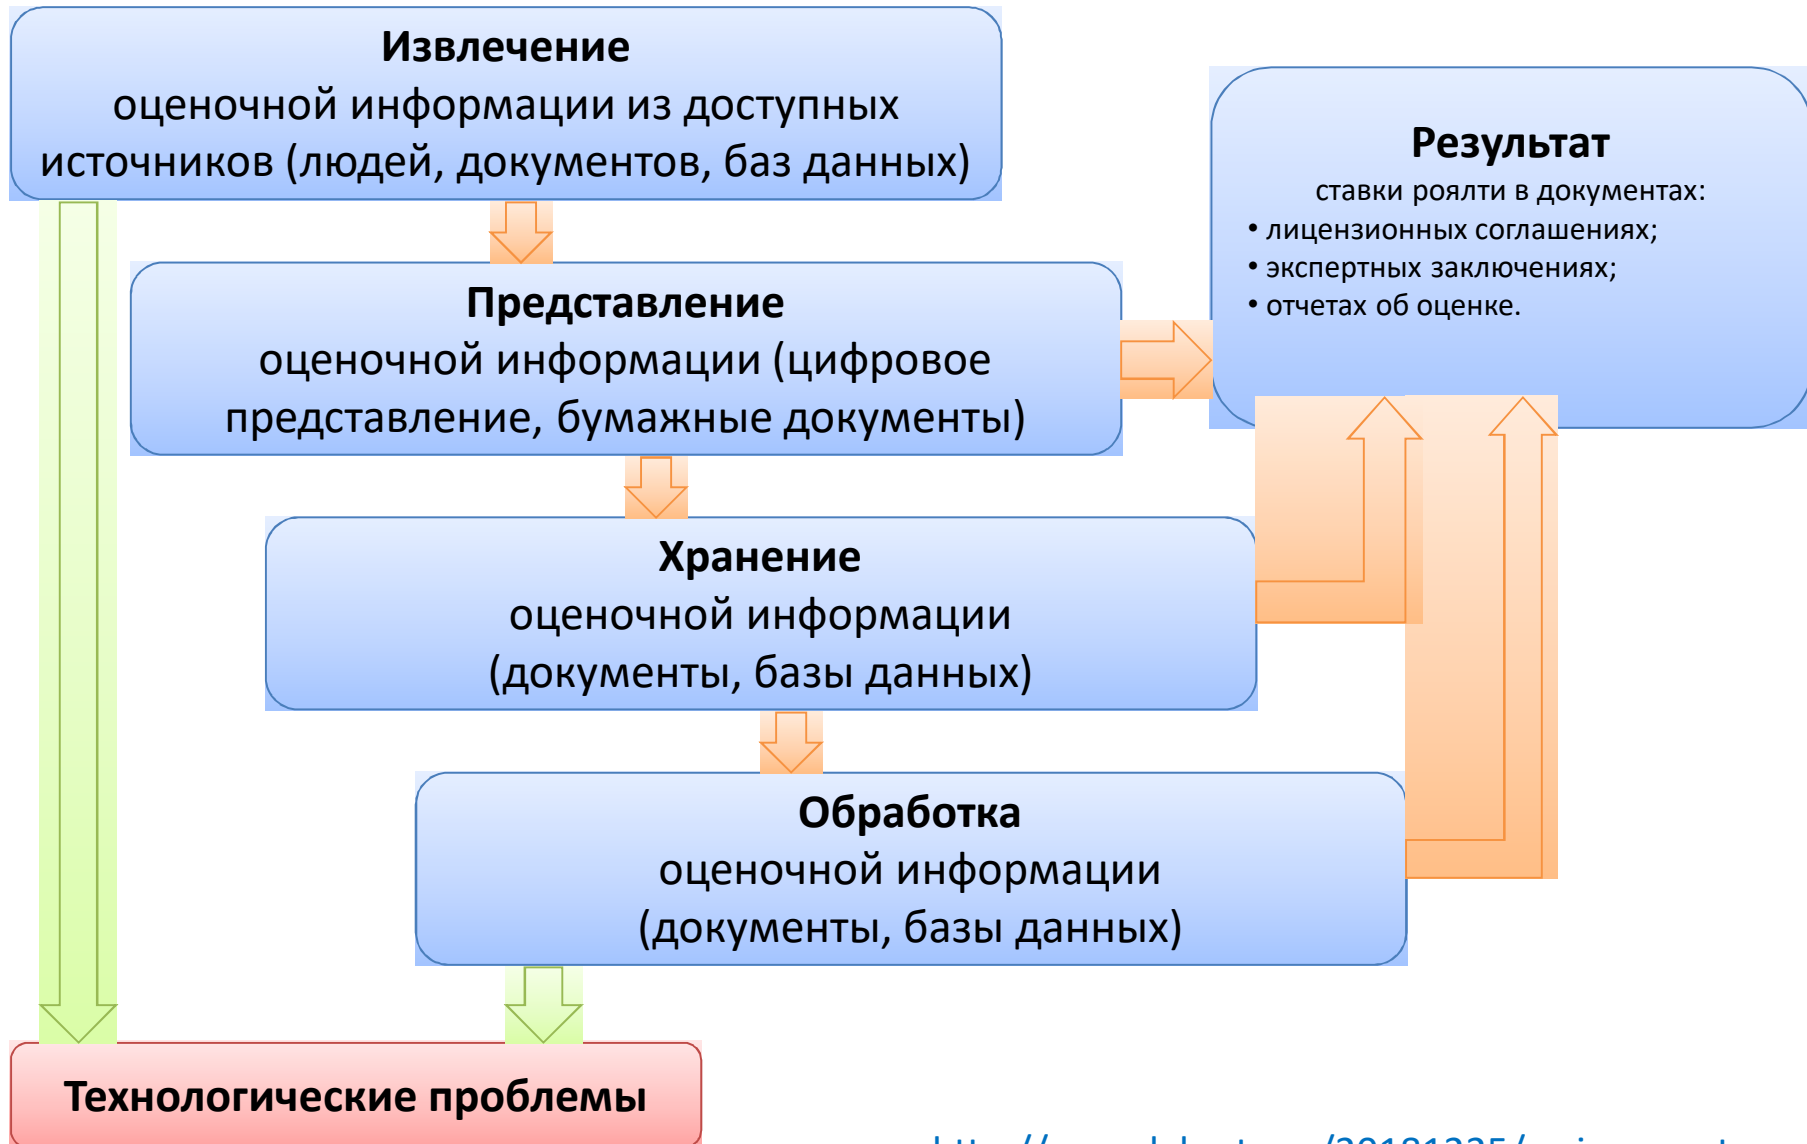 Извлечение
оценочной информации из доступных
источников (людей, документов, баз данных)
Результат
ставки роялти в документах:
• лицензионных соглашениях;
• экспертных заключениях;
• отчетах об оценке.
Представление
оценочной информации (цифровое
представление, бумажные документы)
Хранение
оценочной информации
(документы, базы данных)
Обработка
оценочной информации
(документы, базы данных)
Технологические проблемы